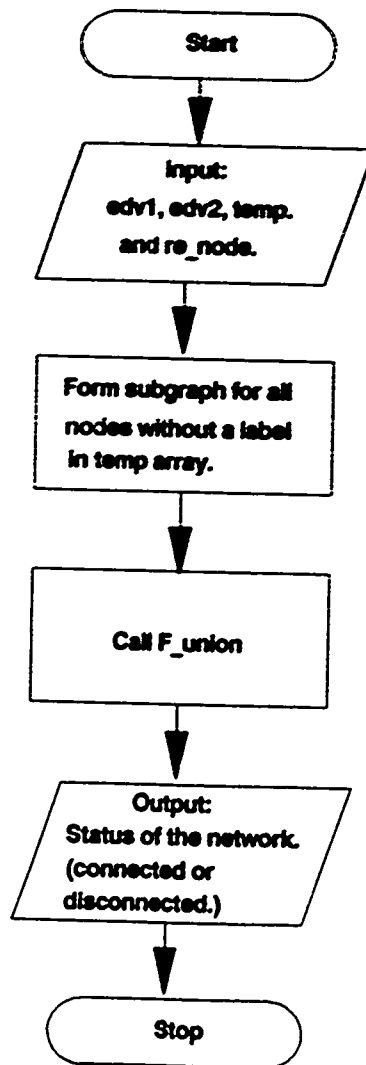 Start
Input:
edv1, edv2, temp.
and re_node.
Form subgraph for all
nodes without a label
in temp array.
Call F_union
Output:
Status of the network.
(connected or
disconnected.)
Stop